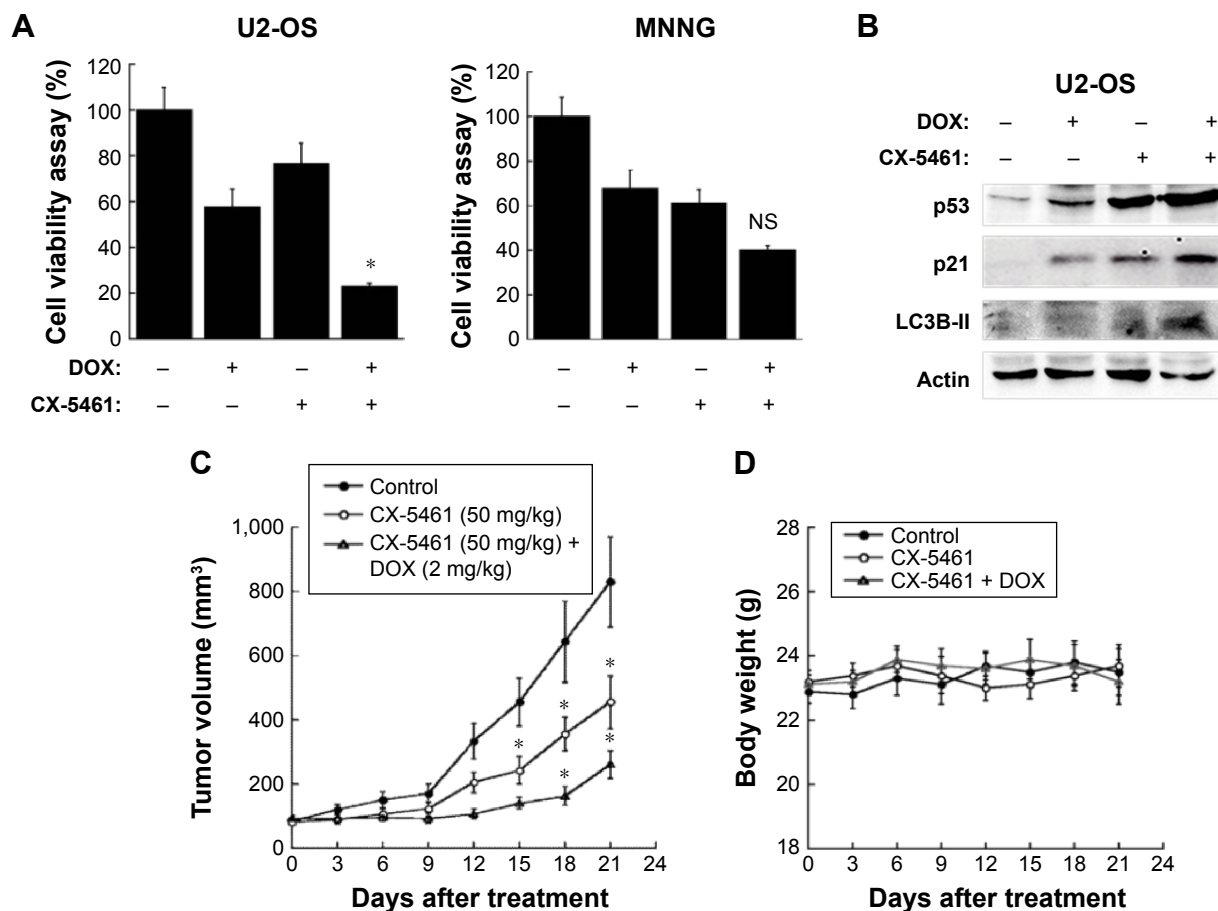 A
U2-OS
Cell viability assay (%)
120
100
80
60
40
20
0
*
DOX: – + – +
CX-5461: – – + +
MNNG
Cell viability assay (%)
120
100
80
60
40
20
0
NS
– + – +
– – + +
B
U2-OS
DOX: – + – +
CX-5461: – – + +
p53
p21
LC3B-II
Actin
C
Control
CX-5461 (50 mg/kg)
CX-5461 (50 mg/kg) +
DOX (2 mg/kg)
Tumor volume (mm³)
1,000
800
600
400
200
0
* * *
* *
0 3 6 9 12 15 18 21 24
Days after treatment
D
Control
CX-5461
CX-5461 + DOX
Body weight (g)
28
26
24
22
20
18
0 3 6 9 12 15 18 21 24
Days after treatment